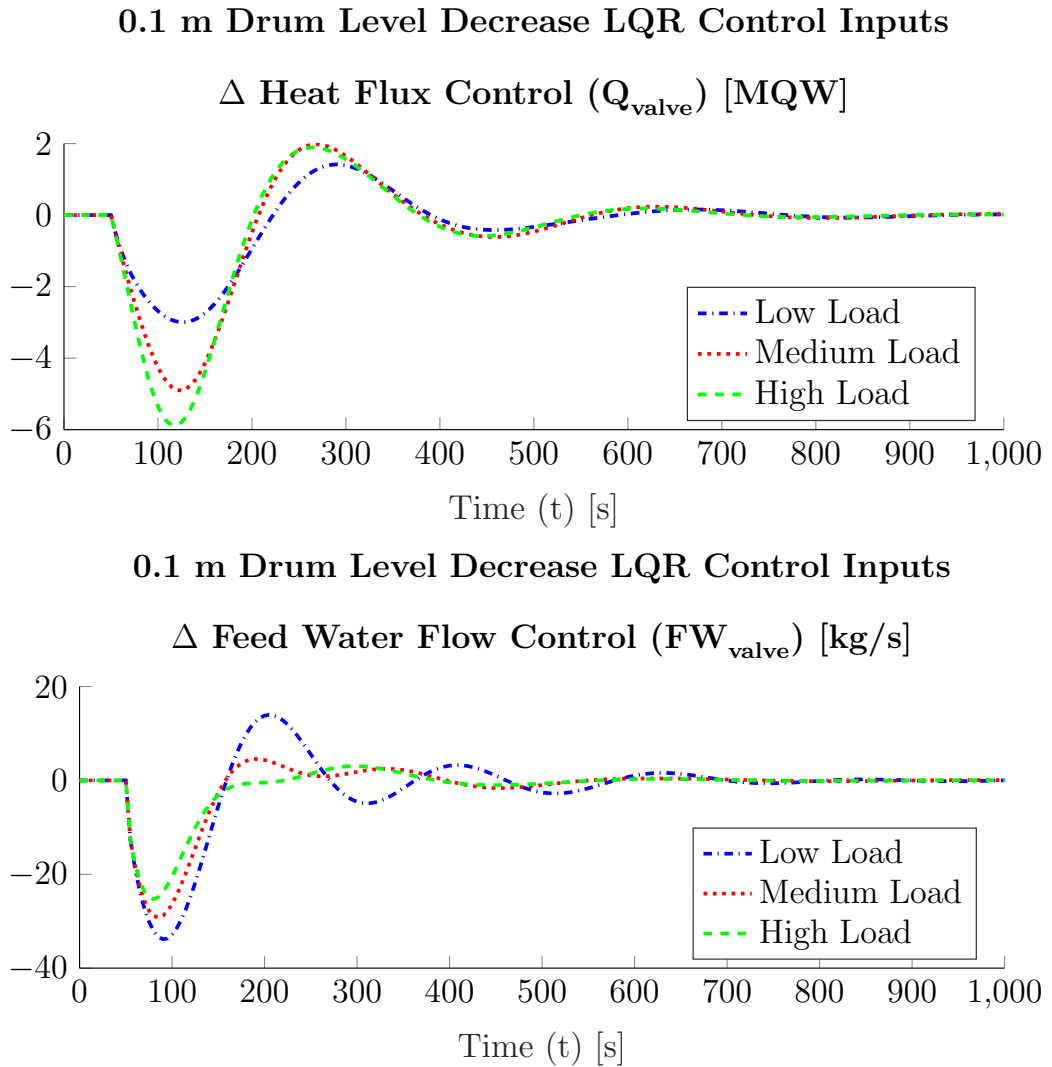 0.1 m Drum Level Decrease LQR Control Inputs
Δ Heat Flux Control (Q_valve) [MQW]
2
0
−2
−4
−6
Low Load
Medium Load
High Load
0 100 200 300 400 500 600 700 800 900 1,000
Time (t) [s]
0.1 m Drum Level Decrease LQR Control Inputs
Δ Feed Water Flow Control (FW_valve) [kg/s]
20
0
−20
−40
Low Load
Medium Load
High Load
0 100 200 300 400 500 600 700 800 900 1,000
Time (t) [s]